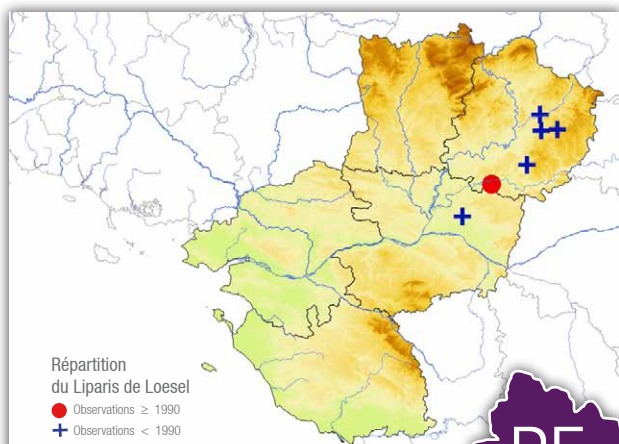 Répartition
du Liparis de Loesel
Observations ≥ 1990
Observations < 1990